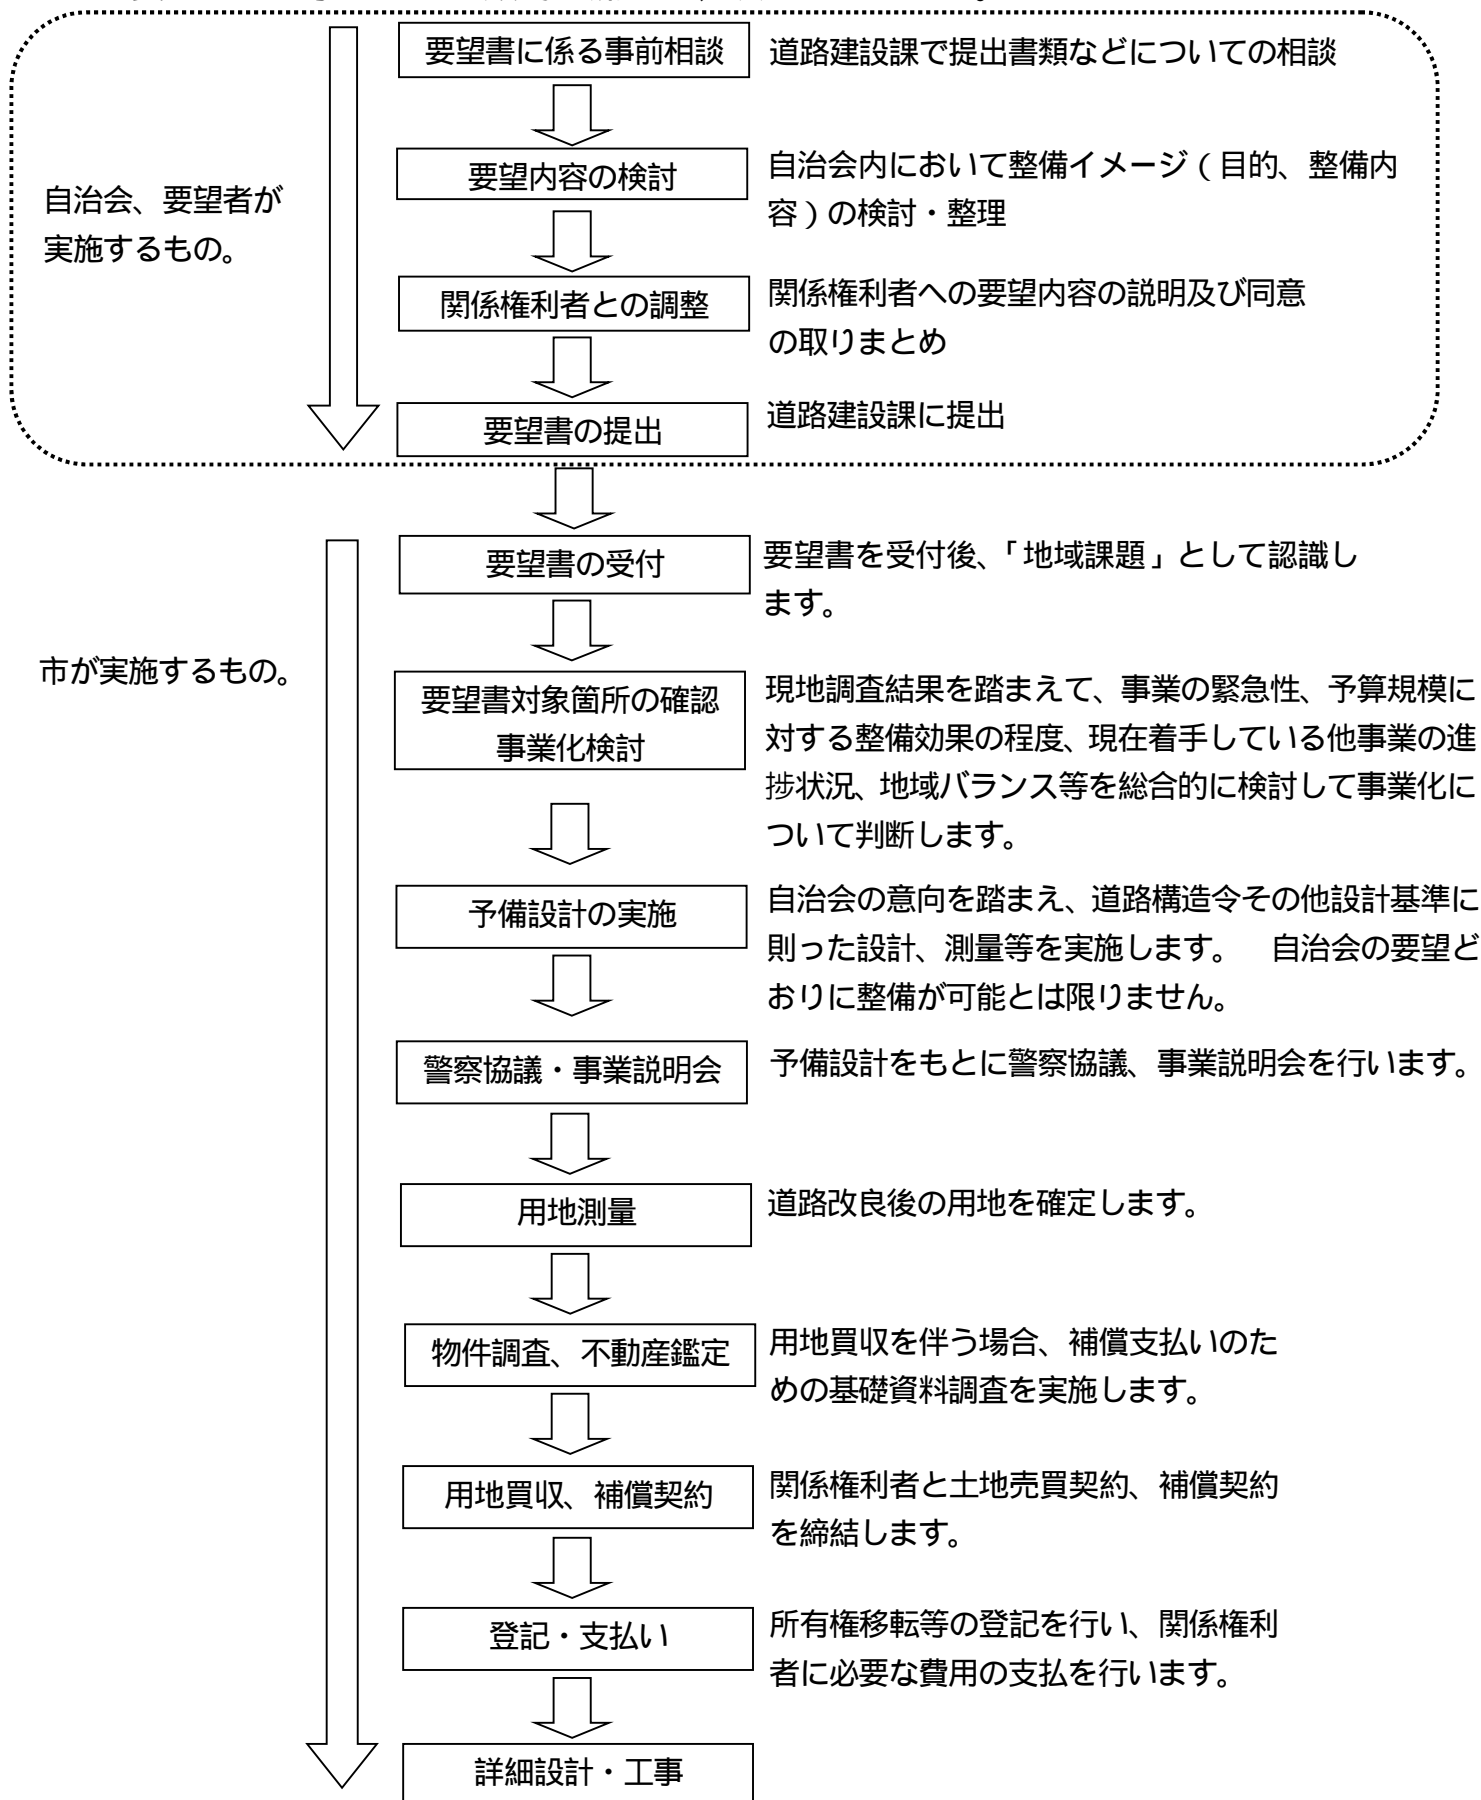 要望書に係る事前相談
道路建設課で提出書類などについての相談
要望内容の検討
自治会内において整備イメージ(目的、整備内
容)の検討・整理
自治会、要望者が
実施するもの。
関係権利者との調整
関係権利者への要望内容の説明及び同意
の取りまとめ
要望書の提出
道路建設課に提出
要望書の受付
要望書を受付後、「地域課題」として認識し
ます。
市が実施するもの。
要望書対象箇所の確認
事業化検討
現地調査結果を踏まえて、事業の緊急性、予算規模に
対する整備効果の程度、現在着手している他事業の進
捗状況、地域バランス等を総合的に検討して事業化に
ついて判断します。
予備設計の実施
自治会の意向を踏まえ、道路構造令その他設計基準に
則った設計、測量等を実施します。 自治会の要望ど
おりに整備が可能とは限りません。
警察協議・事業説明会
予備設計をもとに警察協議、事業説明会を行います。
用地測量
道路改良後の用地を確定します。
物件調査、不動産鑑定
用地買収を伴う場合、補償支払いのた
めの基礎資料調査を実施します。
用地買収、補償契約
関係権利者と土地売買契約、補償契約
を締結します。
登記・支払い
所有権移転等の登記を行い、関係権利
者に必要な費用の支払を行います。
詳細設計・工事